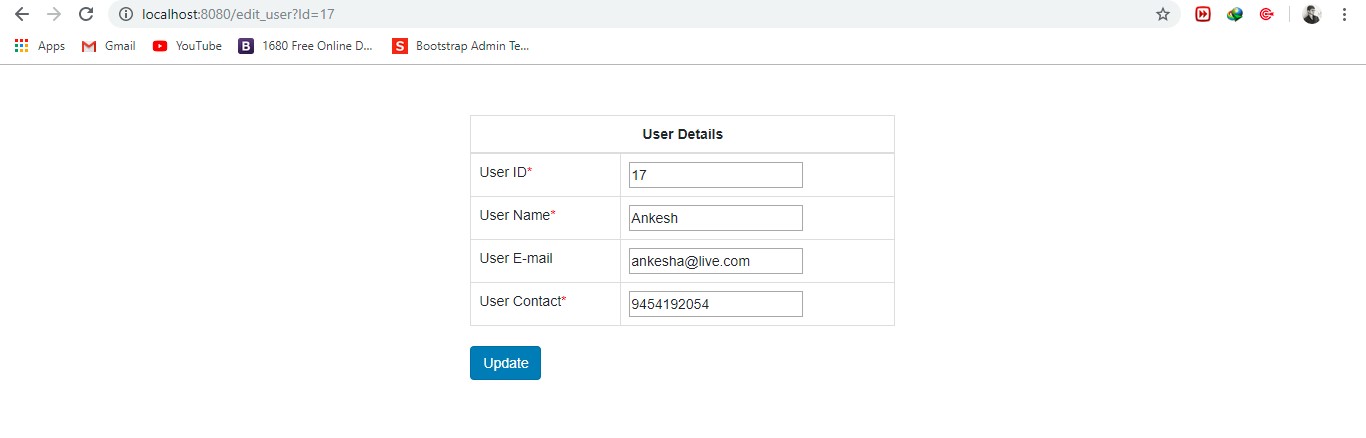 localhost:8080/edit_user?Id=17
Apps Gmail YouTube B 1680 Free Online D... S Bootstrap Admin Te...
User Details
User ID* 17
User Name* Ankesh
User E-mail ankesha@live.com
User Contact* 9454192054
Update